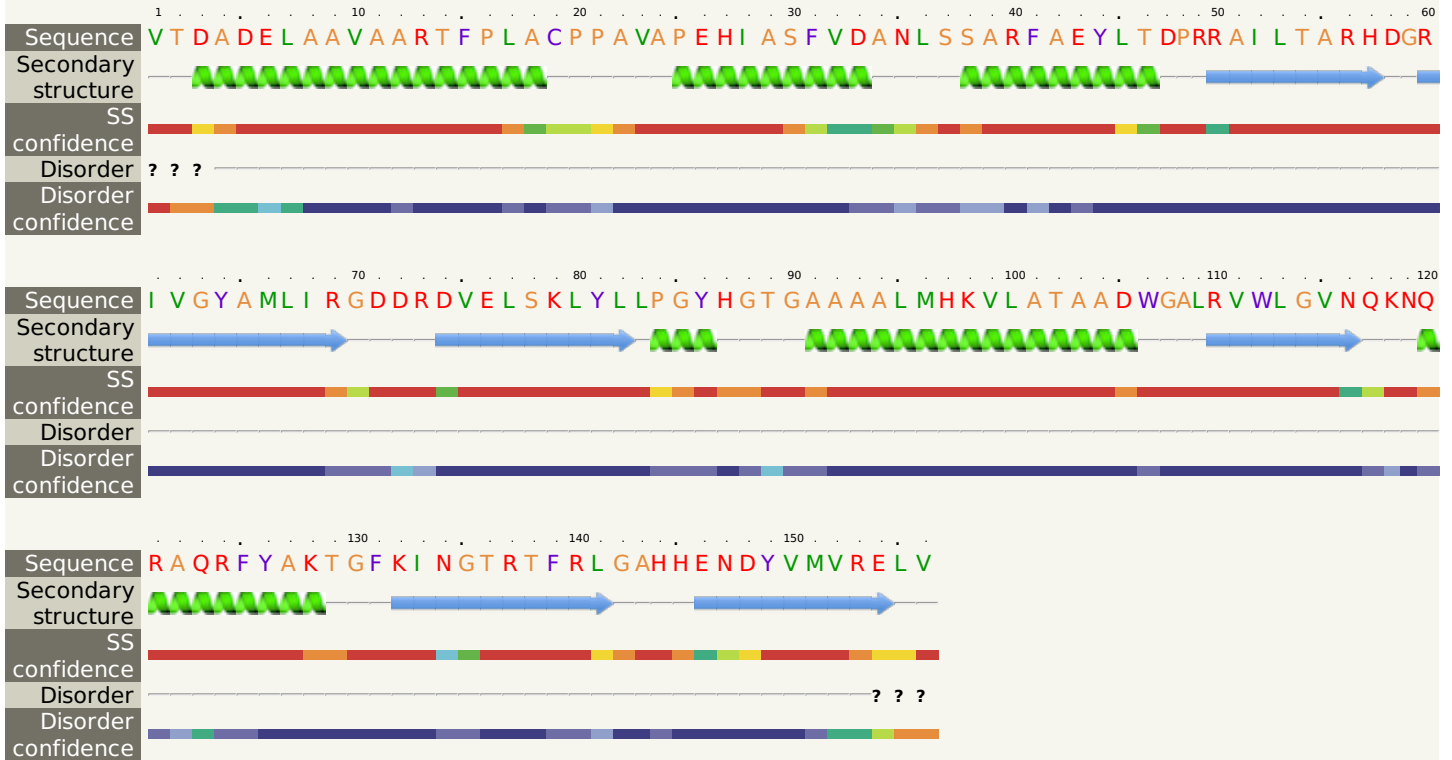 1 10 20 30 40 50 60
Sequence V T D A D E L A A V A A R T F P L A C P P A V A P E H I A S F V D A N L S S A R F A E Y L T D P R R A I L T A R H D G R
Secondary
structure
SS
confidence
Disorder ? ? ?
Disorder
confidence
70 80 90 100 110 120
Sequence I V G Y A M L I R G D D R D V E L S K L Y L L P G Y H G T G A A A A L M H K V L A T A A D W G A L R V W L G V N Q K N Q
Secondary
structure
SS
confidence
Disorder
Disorder
confidence
130 140 150
Sequence R A Q R F Y A K T G F K I N G T R T F R L G A H H E N D Y V M V R E L V
Secondary
structure
SS
confidence
Disorder ? ? ?
Disorder
confidence